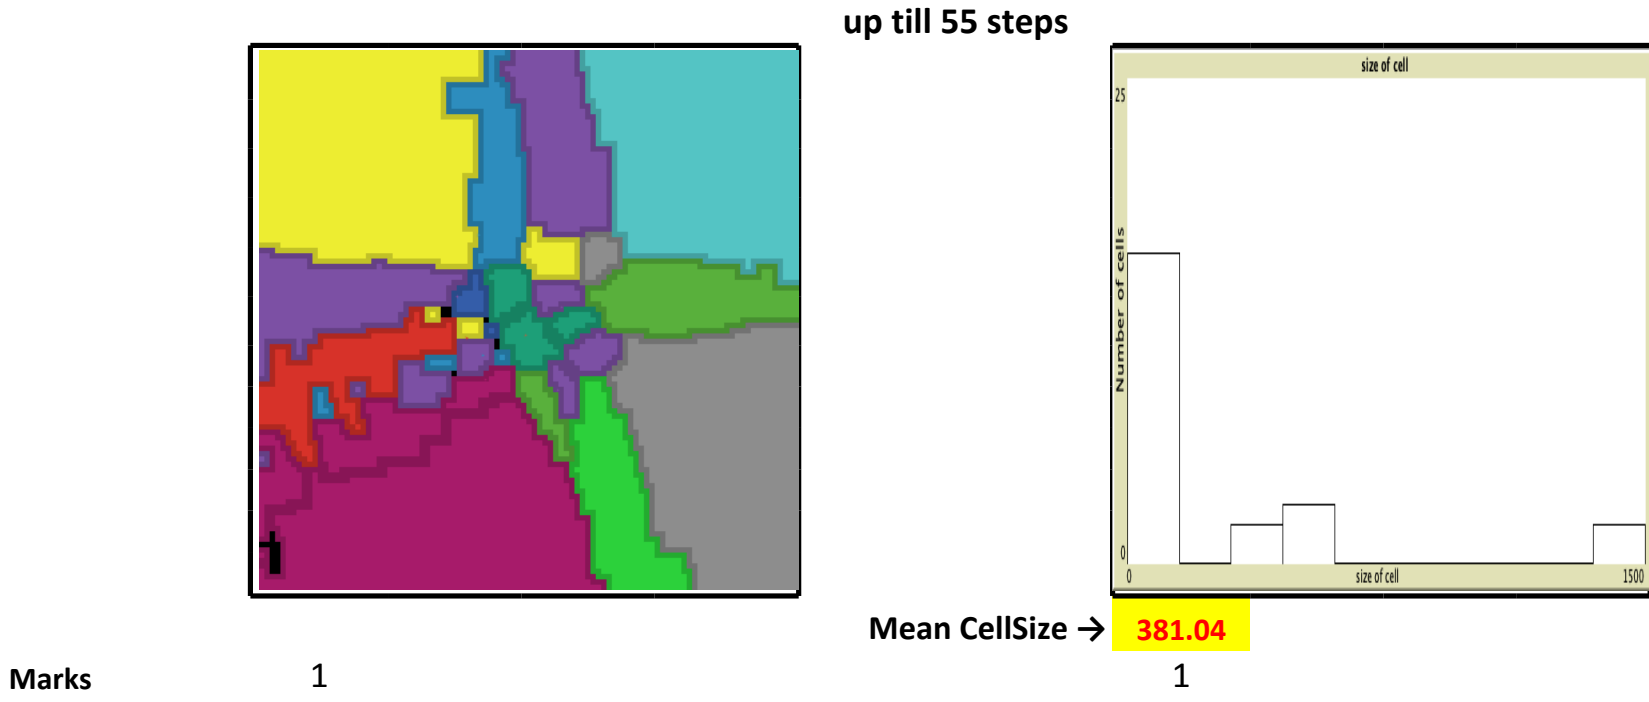 up till 55 steps
size of cell
25
Number of cells
0
0 size of cell 1500
Mean CellSize → 381.04
Marks 1 1